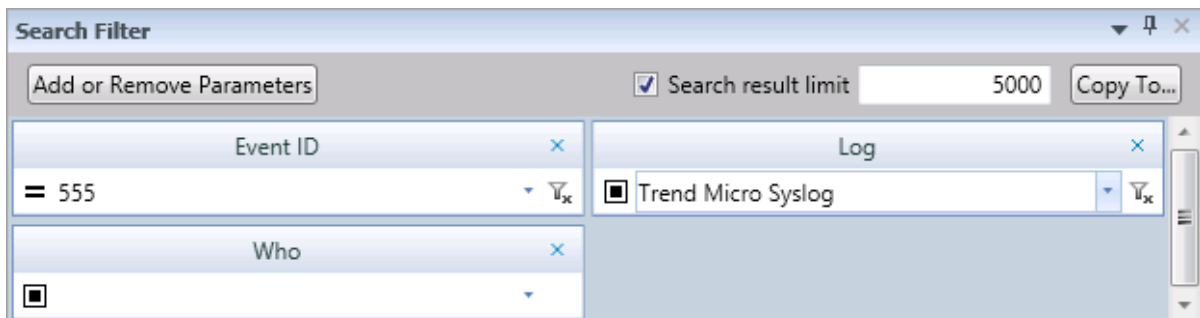 Search Filter
Add or Remove Parameters Search result limit 5000 Copy To...
Event ID Log
= 555 Trend Micro Syslog
Who